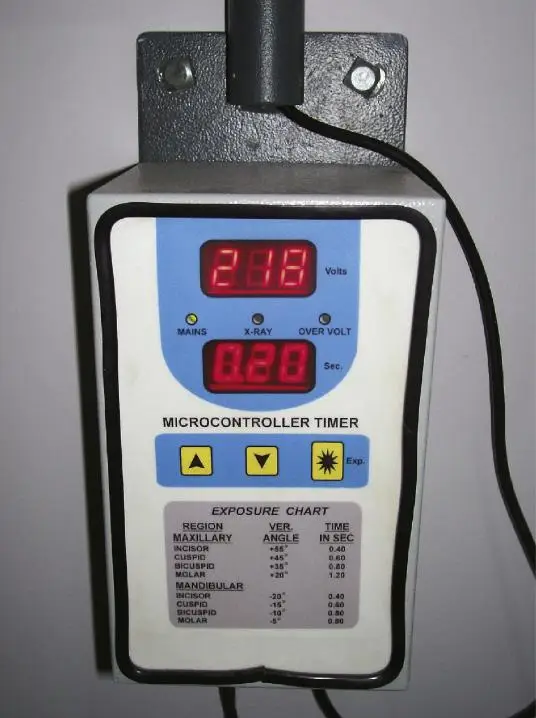 218 Volts
MAINS X-RAY OVER VOLT
0.20 Sec.
MICROCONTROLLER TIMER
Exp.
EXPOSURE CHART
REGION VER. TIME
MAXILLARY ANGLE IN SEC
INCISOR +55° 0.40
CUSPID +45° 0.60
BICUSPID +35° 0.80
MOLAR +20° 1.20
MANDIBULAR
INCISOR -20° 0.40
CUSPID -15° 0.60
BICUSPID -10° 0.80
MOLAR -5° 0.80